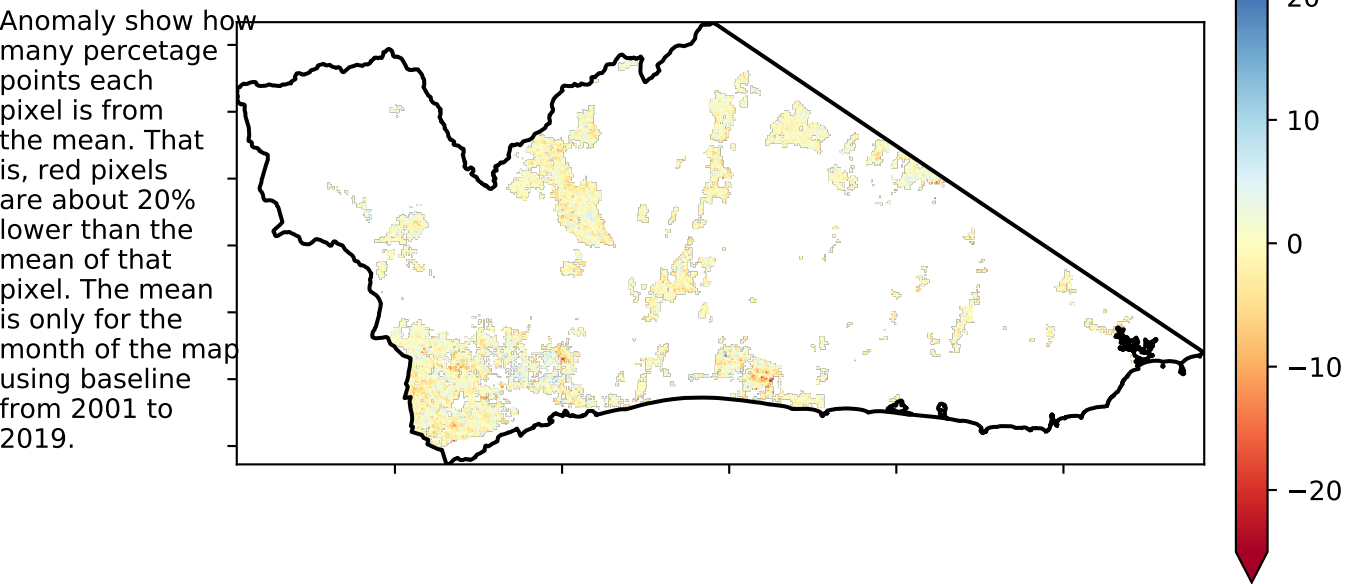 Anomaly show how
many percetage
points each
pixel is from
the mean. That
is, red pixels
are about 20%
lower than the
mean of that
pixel. The mean
is only for the
month of the map
using baseline
from 2001 to
2019.
20
10
0
−10
−20